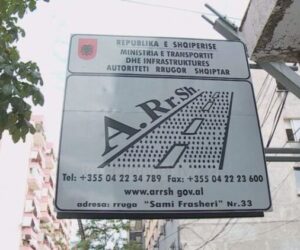 REPUBLIKA E SHQIPERISE
MINISTRIA E TRANSPORTIT
DHE INFRASTRUKTURES
AUTORITETI RRUGOR SHQIPTAR
A.Rr.Sh.
Tel: +355 04 22 34 789 Fax: +355 04 22 23 600
www.arrsh gov.al
adresa: rruga "Sami Frasheri" Nr.33